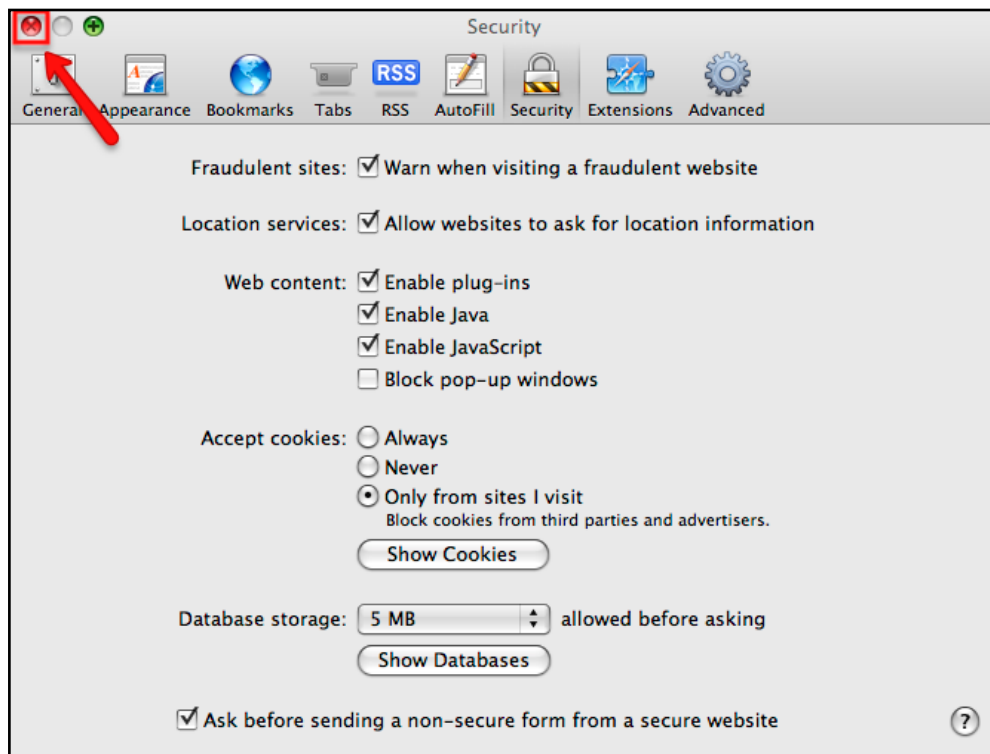 Security
General Appearance Bookmarks Tabs RSS AutoFill Security Extensions Advanced
RSS
Fraudulent sites: Warn when visiting a fraudulent website
Location services: Allow websites to ask for location information
Web content: Enable plug-ins
Enable Java
Enable JavaScript
Block pop-up windows
Accept cookies: Always
Never
Only from sites I visit
Block cookies from third parties and advertisers.
Show Cookies
Database storage: 5 MB allowed before asking
Show Databases
Ask before sending a non-secure form from a secure website
?